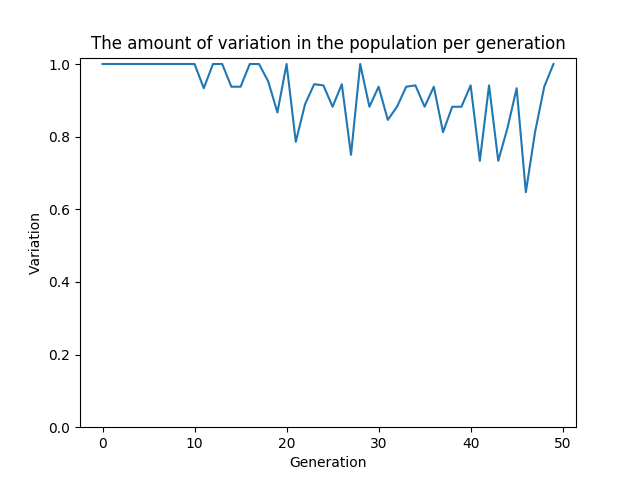 The amount of variation in the population per generation
1.0
0.8
0.6
0.4
0.2
0.0
Variation
0 10 20 30 40 50
Generation